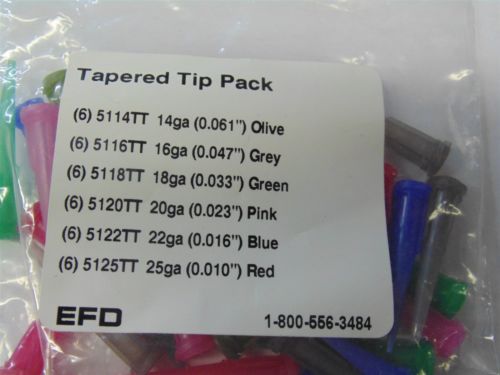 Tapered Tip Pack
(6) 5114TT 14ga (0.061") Olive
(6) 5116TT 16ga (0.047") Grey
(6) 5118TT 18ga (0.033") Green
(6) 5120TT 20ga (0.023") Pink
(6) 5122TT 22ga (0.016") Blue
(6) 5125TT 25ga (0.010") Red
EFD 1-800-556-3484